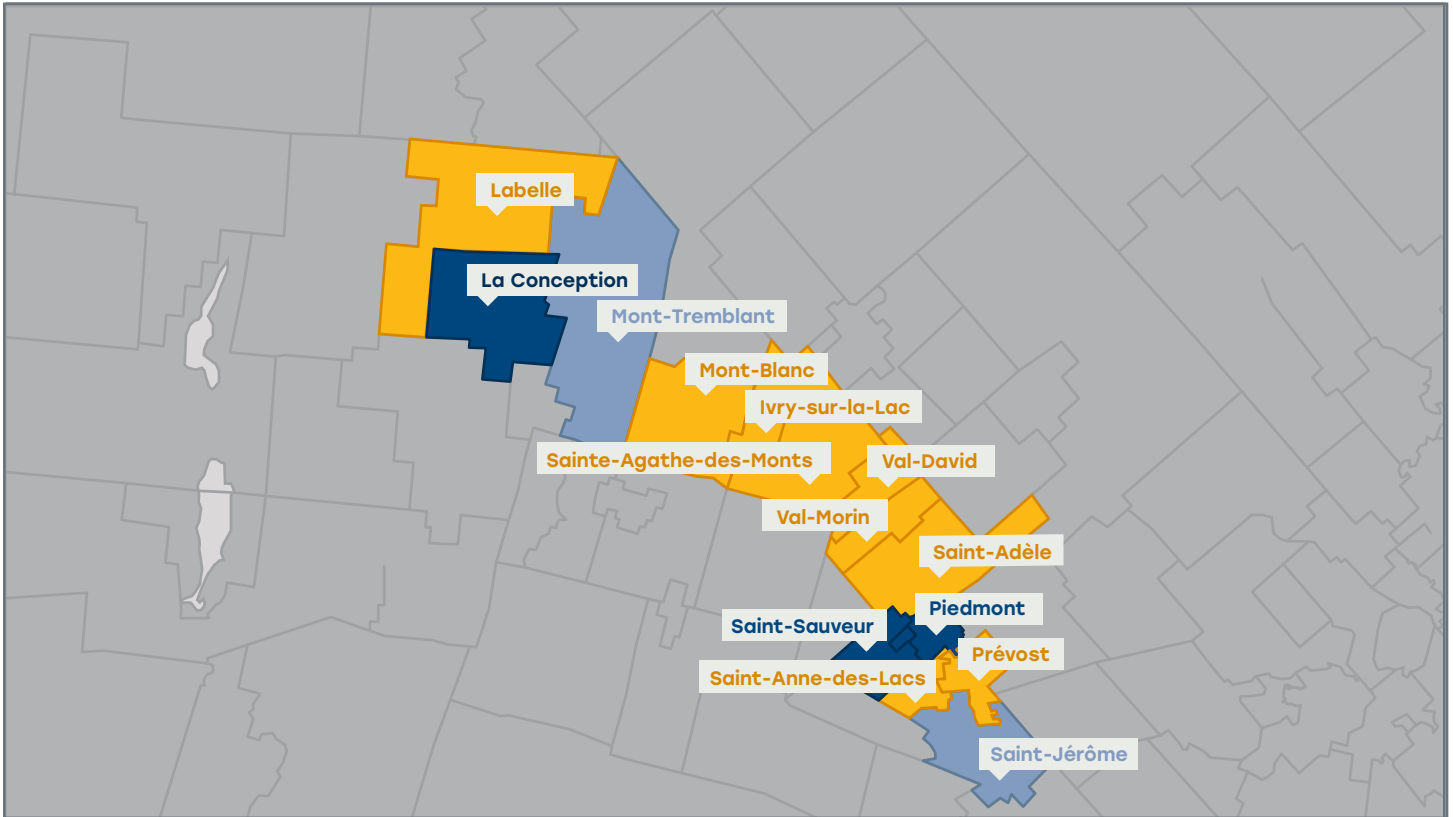 Labelle
La Conception
Mont-Tremblant
Mont-Blanc
Ivry-sur-la-Lac
Sainte-Agathe-des-Monts
Val-David
Val-Morin
Saint-Adèle
Piedmont
Saint-Sauveur
Prévost
Saint-Anne-des-Lacs
Saint-Jérôme